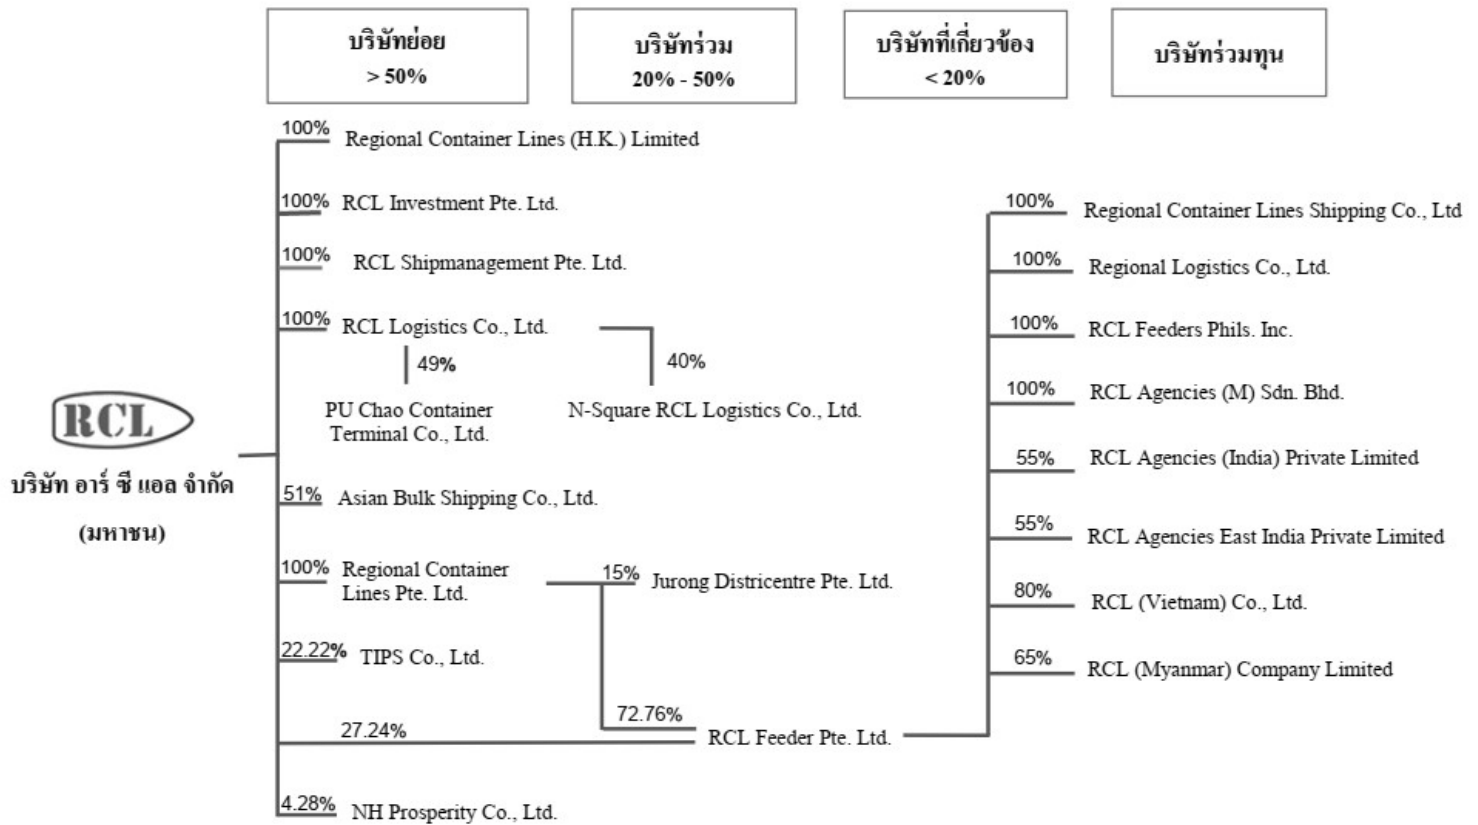 บริษัทย่อย
> 50%
บริษัทร่วม
20% - 50%
บริษัทที่เกี่ยวข้อง
< 20%
บริษัทร่วมทุน
100%
Regional Container Lines (H.K.) Limited
100%
RCL Investment Pte. Ltd.
100%
RCL Shipmanagement Pte. Ltd.
100%
RCL Logistics Co., Ltd.
49%
PU Chao Container
Terminal Co., Ltd.
40%
N-Square RCL Logistics Co., Ltd.
RCL
บริษัท อาร์ ซี แอล จำกัด
(มหาชน)
51%
Asian Bulk Shipping Co., Ltd.
100%
Regional Container
Lines Pte. Ltd.
15%
Jurong Districentre Pte. Ltd.
22.22%
TIPS Co., Ltd.
72.76%
27.24%
RCL Feeder Pte. Ltd.
4.28%
NH Prosperity Co., Ltd.
100%
Regional Container Lines Shipping Co., Ltd
100%
Regional Logistics Co., Ltd.
100%
RCL Feeders Phils. Inc.
100%
RCL Agencies (M) Sdn. Bhd.
55%
RCL Agencies (India) Private Limited
55%
RCL Agencies East India Private Limited
80%
RCL (Vietnam) Co., Ltd.
65%
RCL (Myanmar) Company Limited